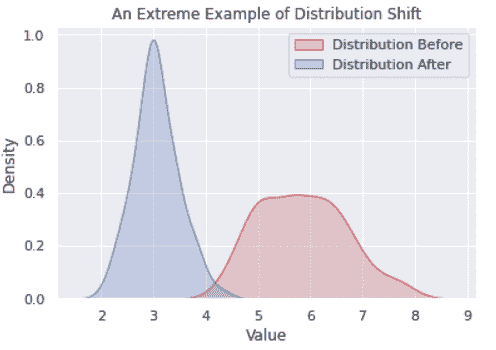 An Extreme Example of Distribution Shift
Distribution Before
Distribution After
1.0
0.8
0.6
0.4
0.2
0.0
Density
2 3 4 5 6 7 8 9
Value